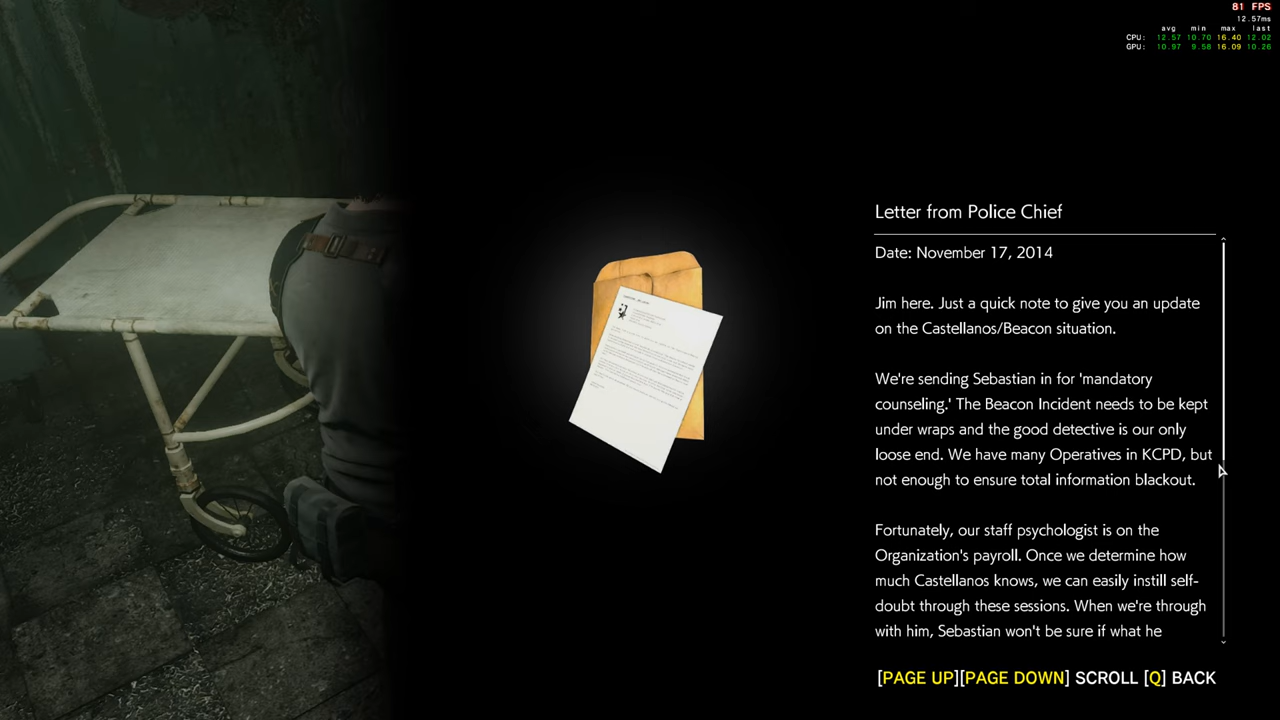 81 FPS
12.57ms
avg min max last
CPU: 12.57 10.70 16.40 12.02
GPU: 10.97 9.58 16.09 10.26
Letter from Police Chief
Date: November 17, 2014
Jim here. Just a quick note to give you an update
on the Castellanos/Beacon situation.
We're sending Sebastian in for 'mandatory
counseling.' The Beacon Incident needs to be kept
under wraps and the good detective is our only
loose end. We have many Operatives in KCPD, but
not enough to ensure total information blackout.
Fortunately, our staff psychologist is on the
Organization's payroll. Once we determine how
much Castellanos knows, we can easily instill self-
doubt through these sessions. When we're through
with him, Sebastian won't be sure if what he
[PAGE UP][PAGE DOWN] SCROLL [Q] BACK